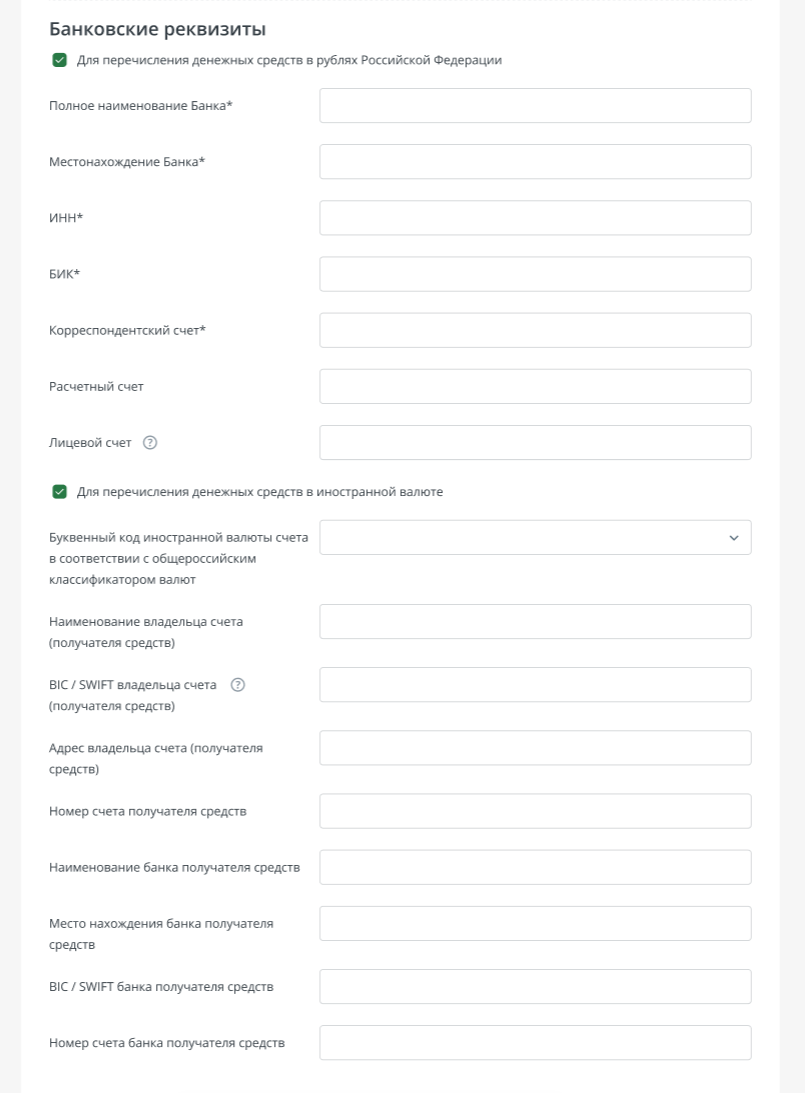 Банковские реквизиты
Для перечисления денежных средств в рублях Российской Федерации
Полное наименование Банка*
Местонахождение Банка*
ИНН*
БИК*
Корреспондентский счет*
Расчетный счет
Лицевой счет ?
Для перечисления денежных средств в иностранной валюте
Буквенный код иностранной валюты счета
в соответствии с общероссийским
классификатором валют
Наименование владельца счета
(получателя средств)
BIC / SWIFT владельца счета ?
(получателя средств)
Адрес владельца счета (получателя
средств)
Номер счета получателя средств
Наименование банка получателя средств
Место нахождения банка получателя
средств
BIC / SWIFT банка получателя средств
Номер счета банка получателя средств